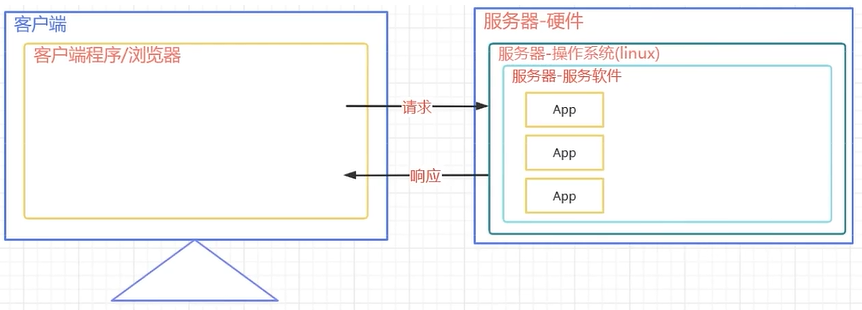 客户端
客户端程序/浏览器
请求
响应
服务器-硬件
服务器-操作系统(linux)
服务器-服务软件
App
App
App